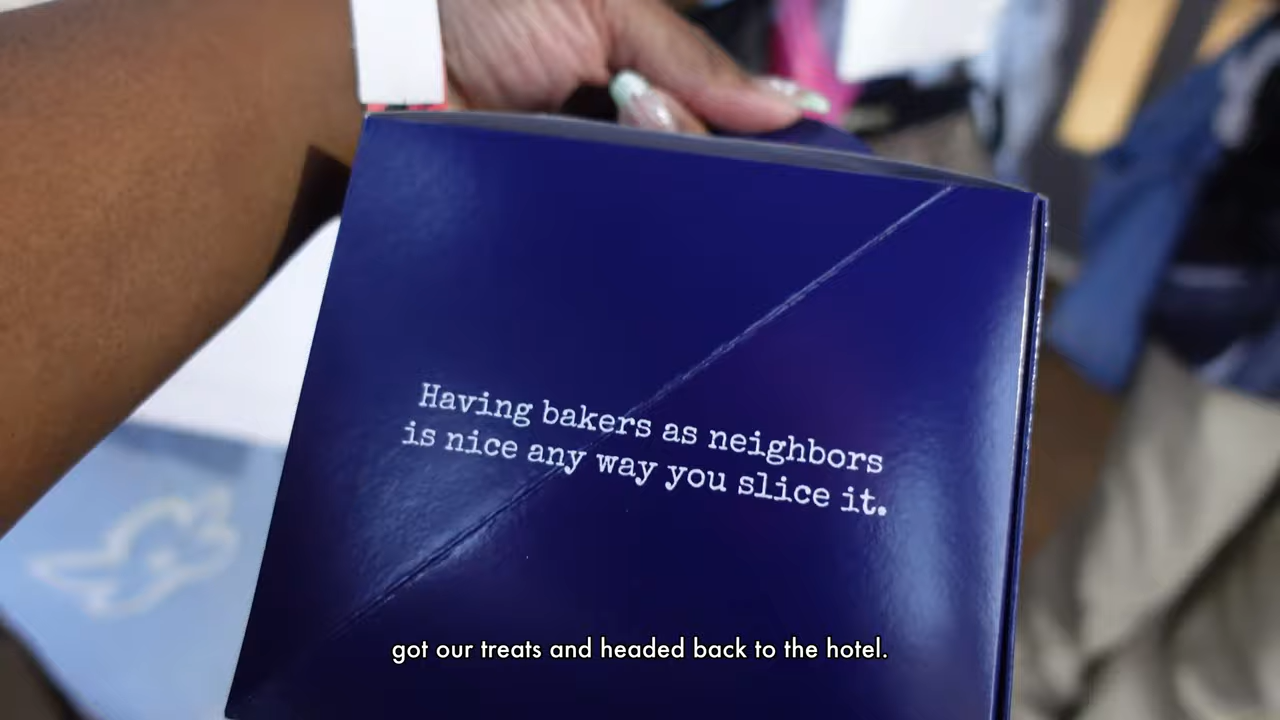 Having bakers as neighbors
is nice any way you slice it.
got our treats and headed back to the hotel.